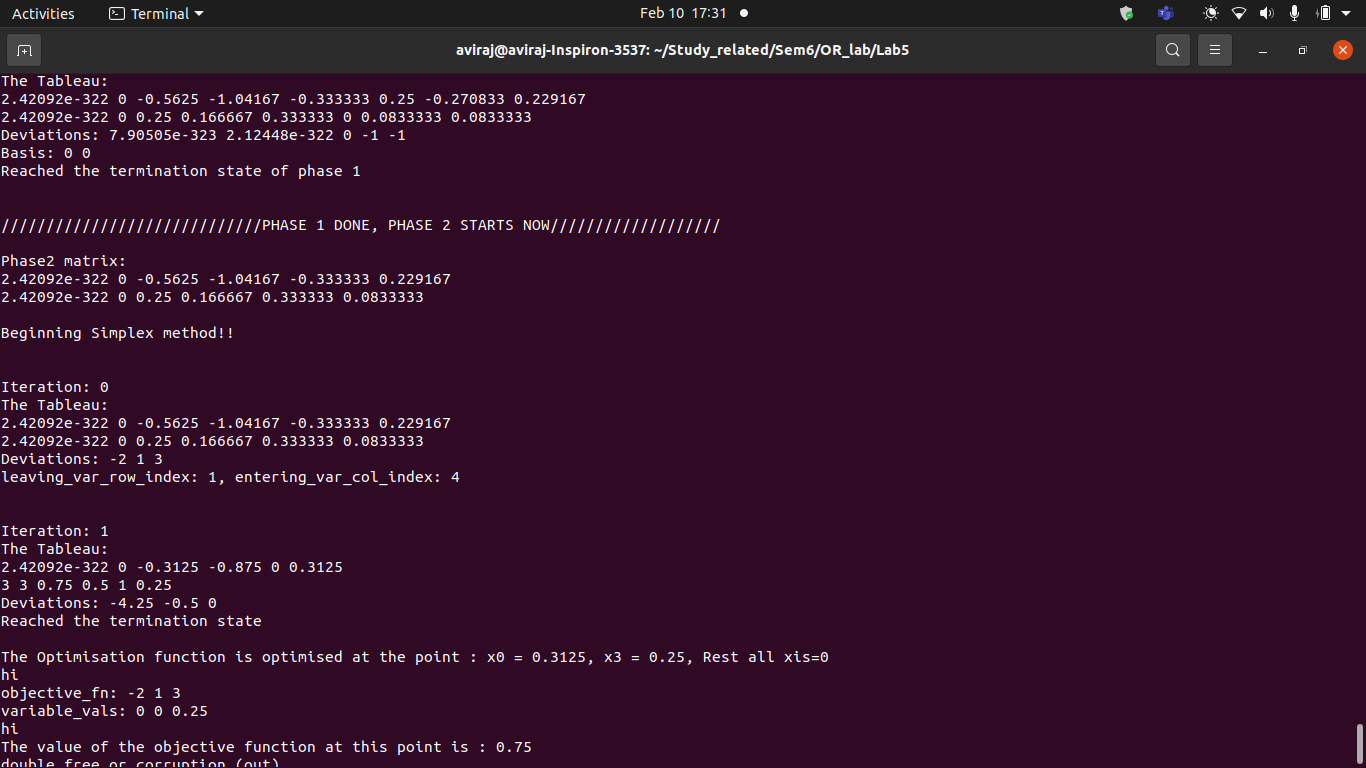 Activities Terminal Feb 10 17:31
aviraj@aviraj-Inspiron-3537: ~/Study_related/Sem6/OR_lab/Lab5
The Tableau:
2.42092e-322 0 -0.5625 -1.04167 -0.333333 0.25 -0.270833 0.229167
2.42092e-322 0 0.25 0.166667 0.333333 0 0.0833333 0.0833333
Deviations: 7.90505e-323 2.12448e-322 0 -1 -1
Basis: 0 0
Reached the termination state of phase 1
/////////////////////////////PHASE 1 DONE, PHASE 2 STARTS NOW///////////////////
Phase2 matrix:
2.42092e-322 0 -0.5625 -1.04167 -0.333333 0.229167
2.42092e-322 0 0.25 0.166667 0.333333 0.0833333
Beginning Simplex method!!
Iteration: 0
The Tableau:
2.42092e-322 0 -0.5625 -1.04167 -0.333333 0.229167
2.42092e-322 0 0.25 0.166667 0.333333 0.0833333
Deviations: -2 1 3
leaving_var_row_index: 1, entering_var_col_index: 4
Iteration: 1
The Tableau:
2.42092e-322 0 -0.3125 -0.875 0 0.3125
3 3 0.75 0.5 1 0.25
Deviations: -4.25 -0.5 0
Reached the termination state
The Optimisation function is optimised at the point : x0 = 0.3125, x3 = 0.25, Rest all xis=0
hi
objective_fn: -2 1 3
variable_vals: 0 0 0.25
hi
The value of the objective function at this point is : 0.75
double free or corruption (out)